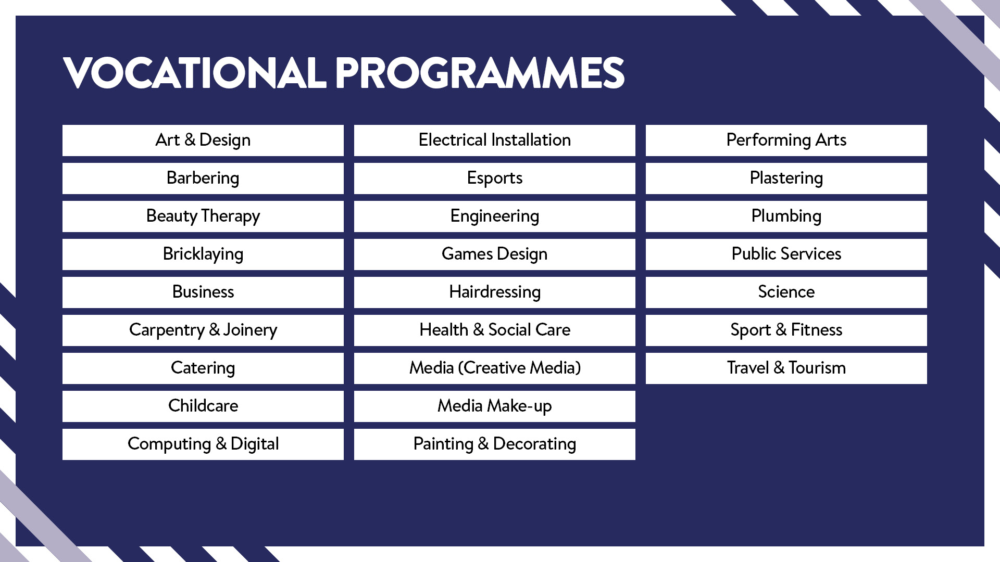 VOCATIONAL PROGRAMMES
Art & Design
Barbering
Beauty Therapy
Bricklaying
Business
Carpentry & Joinery
Catering
Childcare
Computing & Digital
Electrical Installation
Esports
Engineering
Games Design
Hairdressing
Health & Social Care
Media (Creative Media)
Media Make-up
Painting & Decorating
Performing Arts
Plastering
Plumbing
Public Services
Science
Sport & Fitness
Travel & Tourism